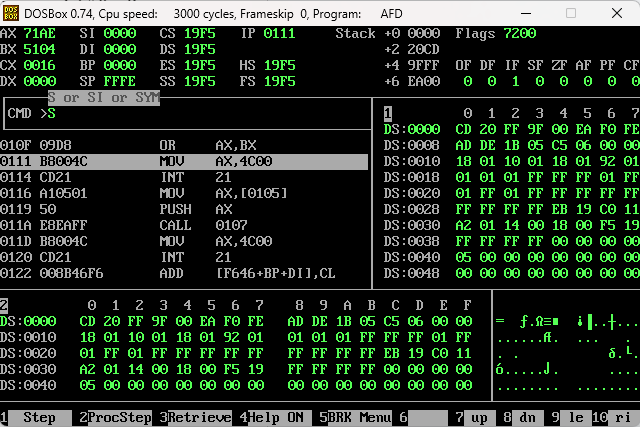 DOSBox 0.74, Cpu speed:    3000 cycles, Frameskip  0, Program:     AFD
AX 71AE  SI 0000  CS 19F5  IP 0111  Stack +0 0000  Flags 7200
BX 5104  DI 0000  DS 19F5  +2 20CD
CX 0016  BP 0000  ES 19F5  HS 19F5  +4 9FFF  OF DF IF SF ZF AF PF CF
DX 0000  SP FFFE  SS 19F5  FS 19F5  +6 EA00  0 0 1 0 0 0 0 0
S or SI or SYM
CMD >S
010F 09D8 OR AX,BX
0111 B8004C MOV AX,4C00
0114 CD21 INT 21
0116 A10501 MOV AX,[0105]
0119 50 PUSH AX
011A E8EAFF CALL 0107
011D B8004C MOV AX,4C00
0120 CD21 INT 21
0122 008B46F6 ADD [F646+BP+DI],CL
1 0 1 2 3 4 5 6 7
DS:0000 CD 20 FF 9F 00 EA F0 FE
DS:0008 AD DE 1B 05 C5 06 00 00
DS:0010 18 01 10 01 18 01 92 01
DS:0018 01 01 01 FF FF FF 01 FF
DS:0020 01 FF 01 FF FF FF FF FF
DS:0028 FF FF FF FF EB 19 C0 11
DS:0030 A2 01 14 00 18 00 F5 19
DS:0038 FF FF FF FF 00 00 00 00
DS:0040 05 00 00 00 00 00 00 00
DS:0048 00 00 00 00 00 00 00 00
2 0 1 2 3 4 5 6 7 8 9 A B C D E F
DS:0000 CD 20 FF 9F 00 EA F0 FE AD DE 1B 05 C5 06 00 00
DS:0010 18 01 10 01 18 01 92 01 01 01 01 FF FF FF 01 FF
DS:0020 01 FF 01 FF FF FF FF FF FF FF FF FF EB 19 C0 11
DS:0030 A2 01 14 00 18 00 F5 19 FF FF FF FF 00 00 00 00
DS:0040 05 00 00 00 00 00 00 00 00 00 00 00 00 00 00 00
= ƒ.Ω≡■ ¡▐..┼...
......Æ. ... .
. . δ.└.
ó.....J. ....
........ ........
1 Step 2ProcStep 3Retrieve 4Help ON 5BRK Menu 6 7 up 8 dn 9 le 10 ri